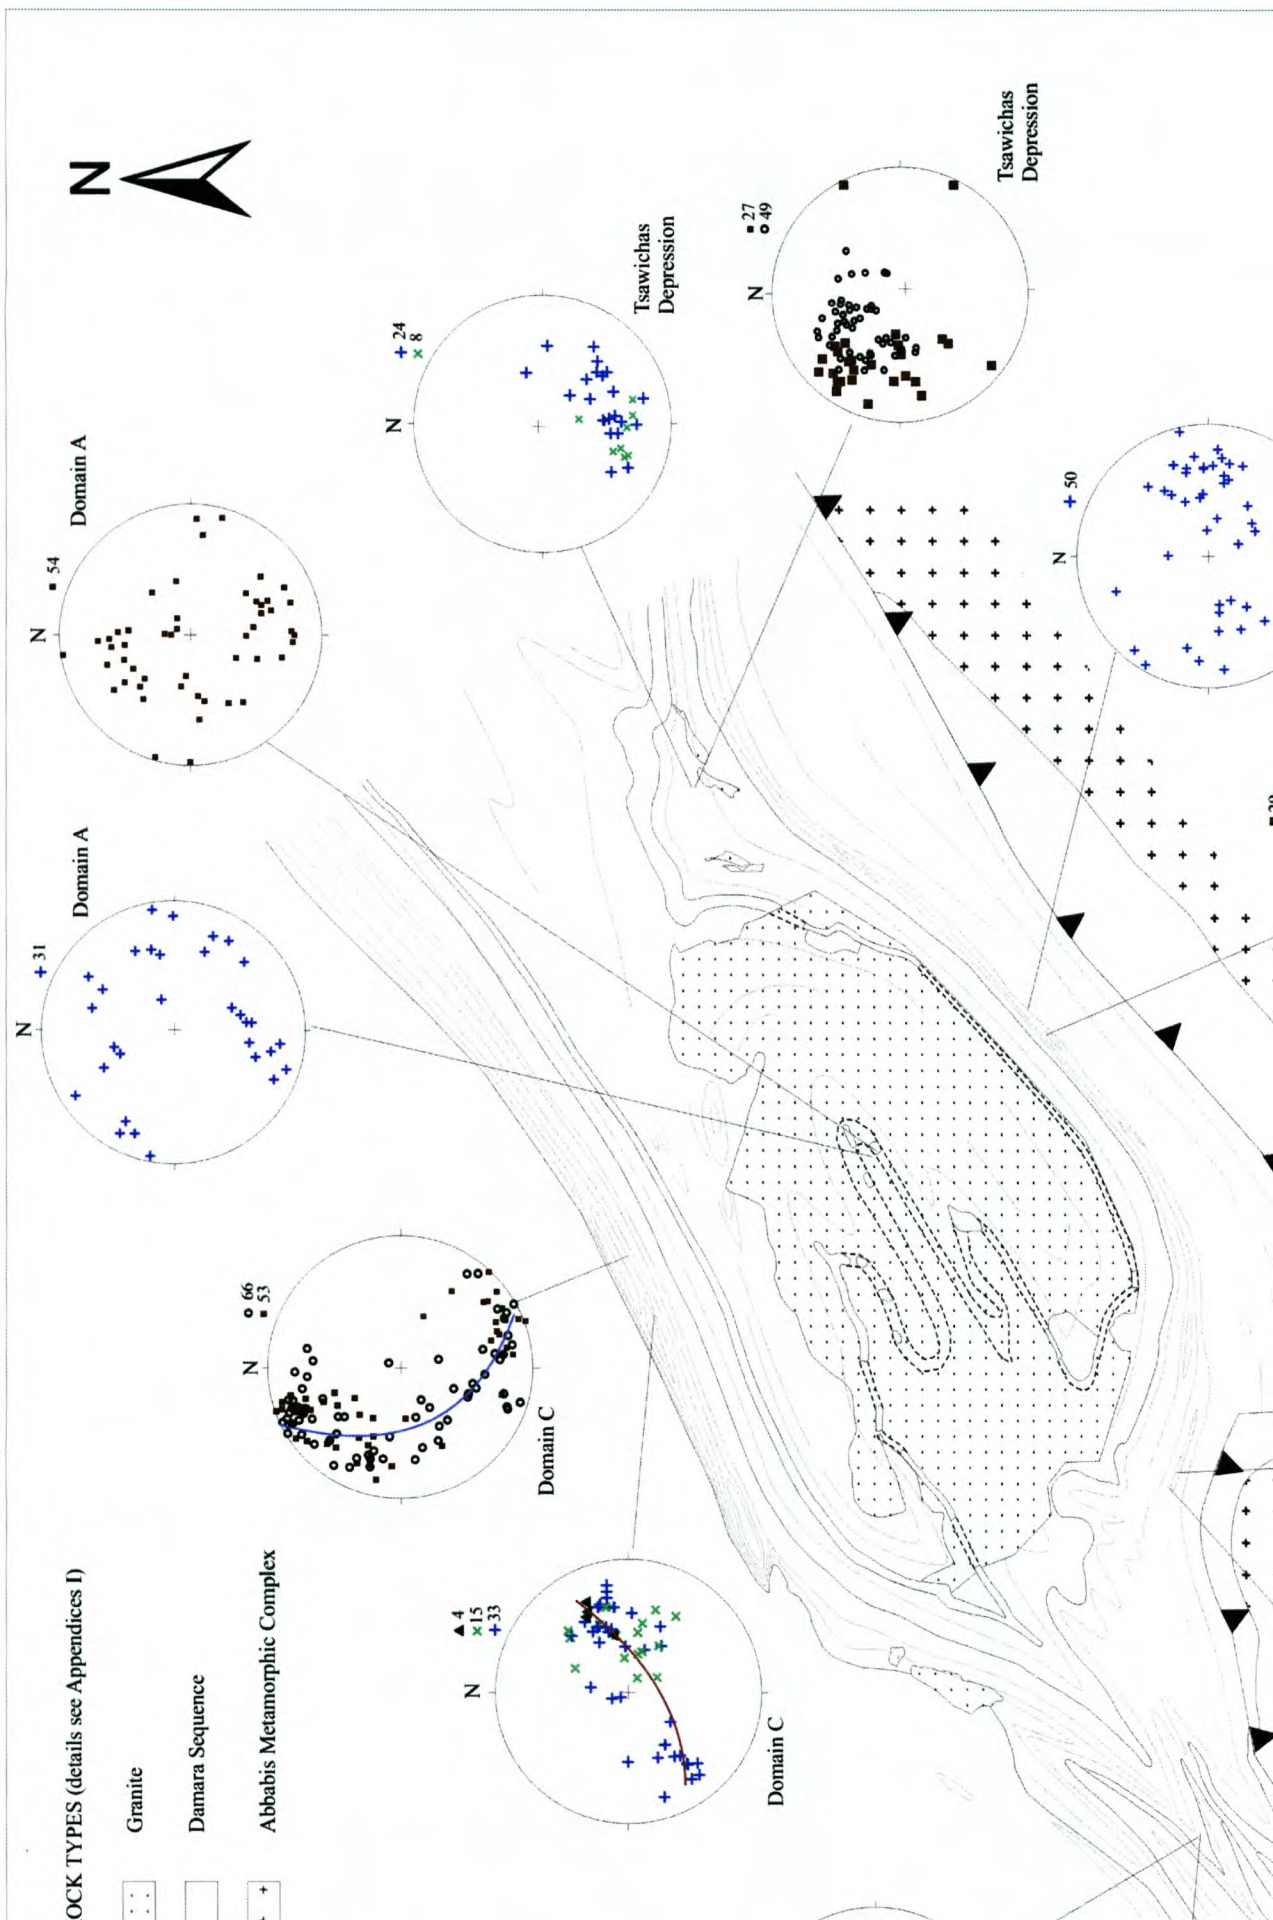 N
Tsawichas
Depression
27
49
N
Tsawichas
Depression
24
8
N
Domain A
54
N
50
N
Domain A
31
N
66
53
N
Domain C
4
15
33
N
Domain C
OCK TYPES (details see Appendices I)
Granite
Damara Sequence
Abbabis Metamorphic Complex